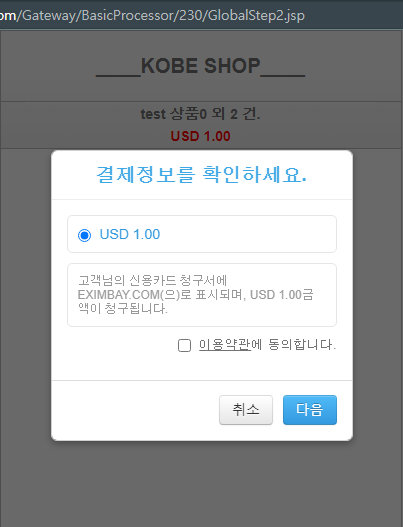 om/Gateway/BasicProcessor/230/GlobalStep2.jsp
____KOBE SHOP____
test 상품0 외 2 건.
USD 1.00
결제정보를 확인하세요.
USD 1.00
고객님의 신용카드 청구서에
EXIMBAY.COM(으)로 표시되며, USD 1.00금
액이 청구됩니다.
이용약관에 동의합니다.
취소 다음